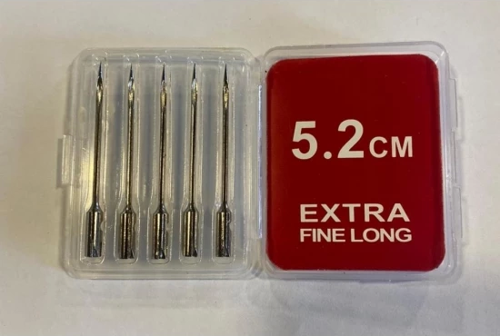 5.2CM
EXTRA
FINE LONG